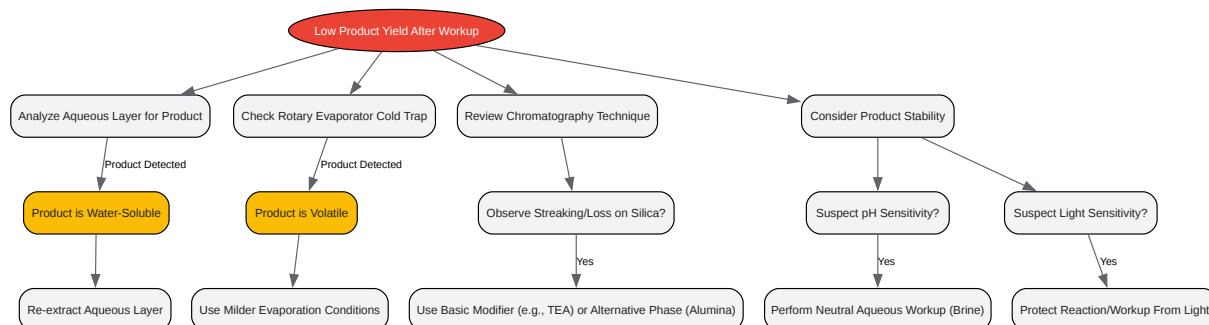 Low Product Yield After Workup
Analyze Aqueous Layer for Product
Check Rotary Evaporator Cold Trap
Review Chromatography Technique
Consider Product Stability
Product Detected
Product Detected
Product is Water-Soluble
Product is Volatile
Observe Streaking/Loss on Silica?
Suspect pH Sensitivity?
Suspect Light Sensitivity?
Yes
Yes
Yes
Re-extract Aqueous Layer
Use Milder Evaporation Conditions
Use Basic Modifier (e.g., TEA) or Alternative Phase (Alumina)
Perform Neutral Aqueous Workup (Brine)
Protect Reaction/Workup From Light